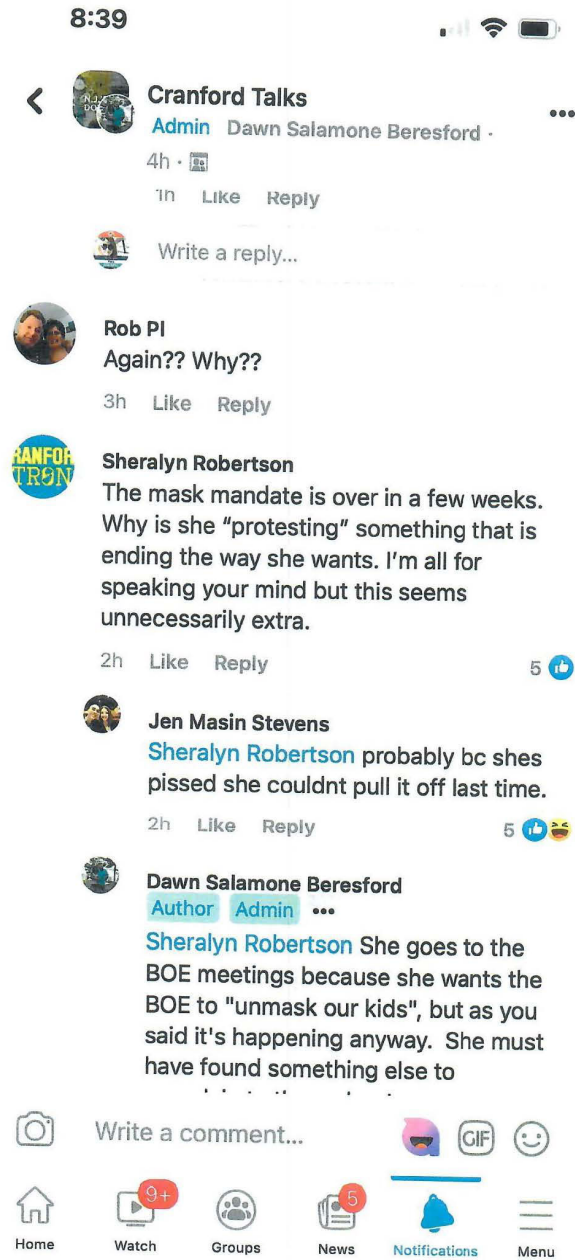 8:39
Cranford Talks
Admin Dawn Salamone Beresford ·
4h ·
1h Like Reply
Write a reply...
Rob Pl
Again?? Why??
3h Like Reply
RANFOR
TRON
Sheralyn Robertson
The mask mandate is over in a few weeks.
Why is she "protesting" something that is
ending the way she wants. I'm all for
speaking your mind but this seems
unnecessarily extra.
2h Like Reply 5
Jen Masin Stevens
Sheralyn Robertson probably bc shes
pissed she couldnt pull it off last time.
2h Like Reply 5
Dawn Salamone Beresford
Author Admin •••
Sheralyn Robertson She goes to the
BOE meetings because she wants the
BOE to "unmask our kids", but as you
said it's happening anyway. She must
have found something else to
Write a comment...
GIF
9+ 5
Home Watch Groups News Notifications Menu